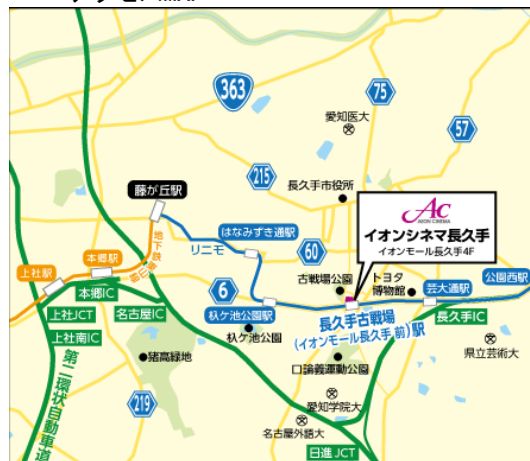 363
75
愛知医大
57
215
藤が丘駅
長久手市役所
Ac
AEON CINEMA
イオンシネマ長久手
イオンモール長久手4F
はなみずき通駅
リニモ
地下鉄
60
本郷駅
上社駅
古戦場公園
トヨタ
博物館
芸大通駅
公園西駅
本郷IC
6
上社JCT
名古屋IC
杁ケ池公園駅
長久手古戦場
(イオンモール長久手 前)駅
長久手IC
上社南IC
杁ケ池公園
猪高緑地
県立芸術大
口論義運動公園
第二環状自動車道
219
愛知学院大
名古屋外語大
日進JCT